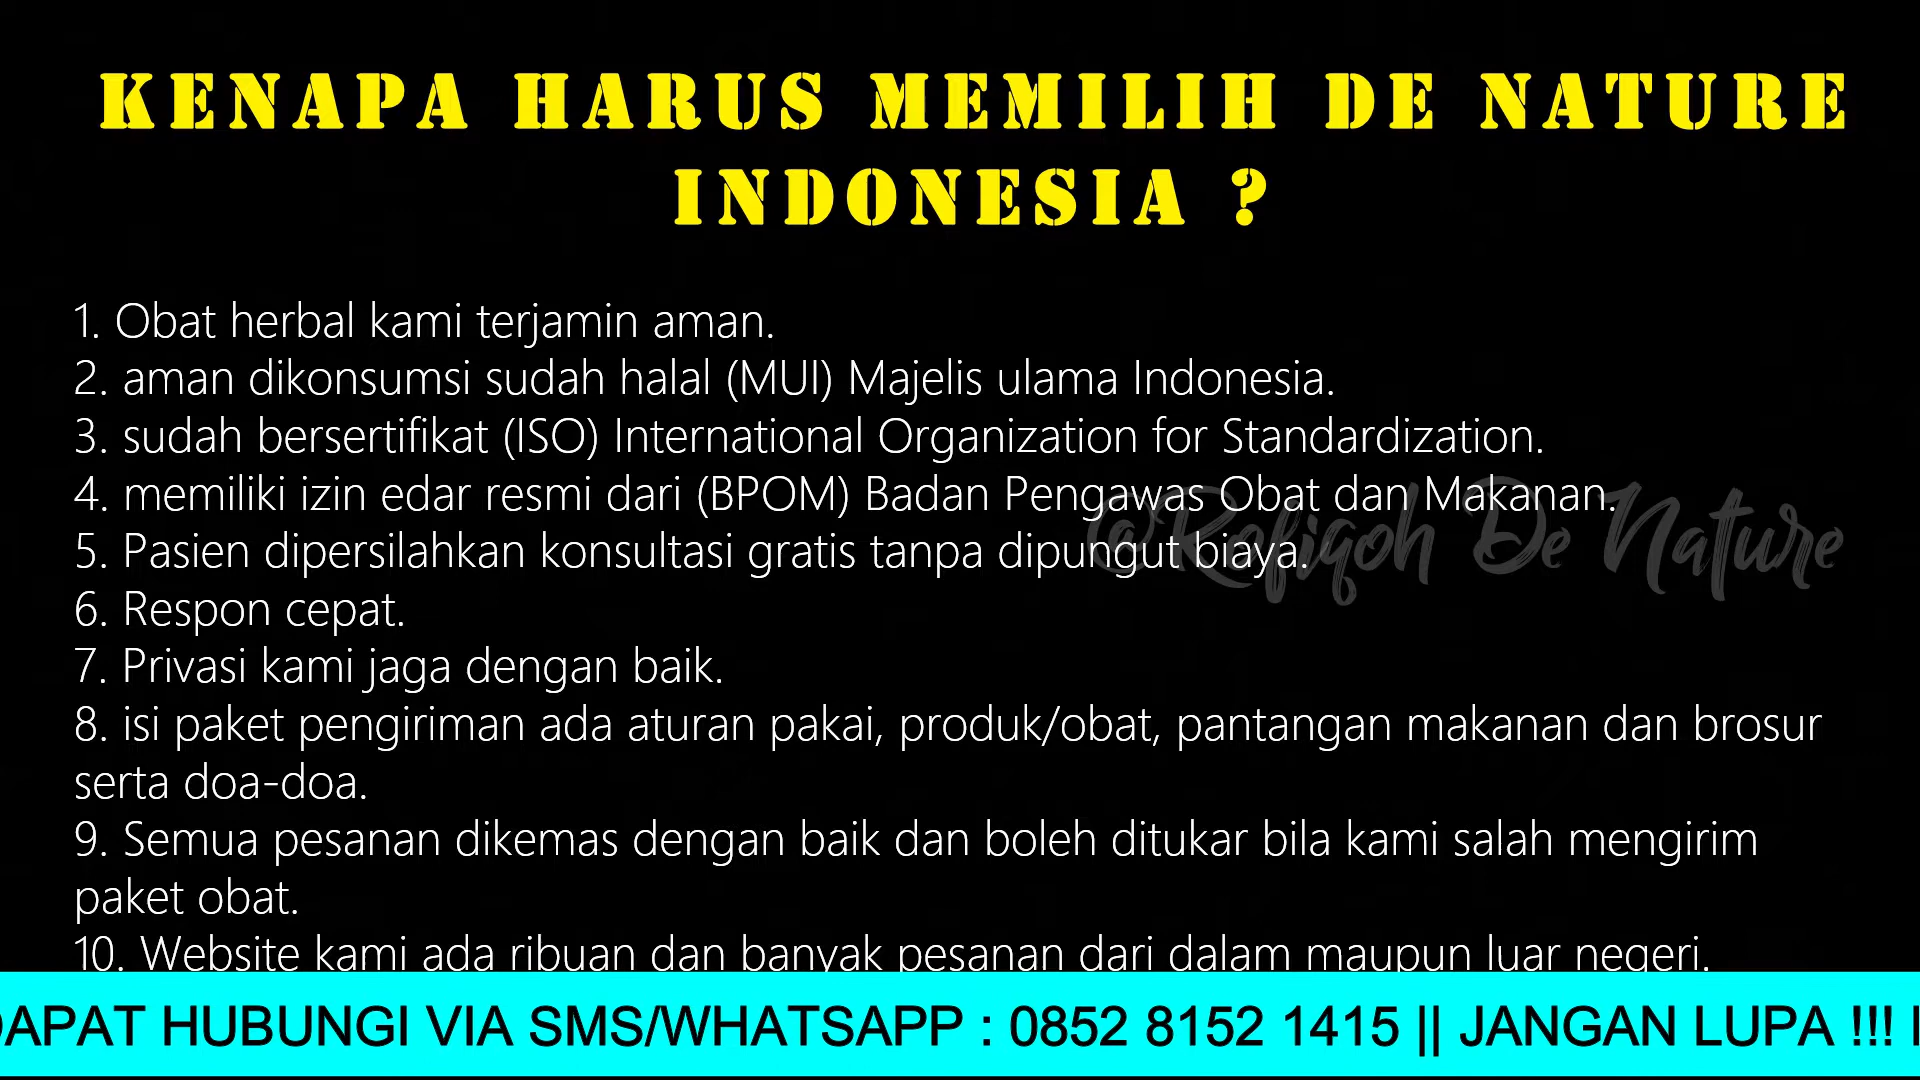 KENAPA HARUS MEMILIH DE NATURE
INDONESIA ?
1. Obat herbal kami terjamin aman.
2. aman dikonsumsi sudah halal (MUI) Majelis ulama Indonesia.
3. sudah bersertifikat (ISO) International Organization for Standardization.
4. memiliki izin edar resmi dari (BPOM) Badan Pengawas Obat dan Makanan.
@Rofiqoh De Nature
5. Pasien dipersilahkan konsultasi gratis tanpa dipungut biaya.
6. Respon cepat.
7. Privasi kami jaga dengan baik.
8. isi paket pengiriman ada aturan pakai, produk/obat, pantangan makanan dan brosur
serta doa-doa.
9. Semua pesanan dikemas dengan baik dan boleh ditukar bila kami salah mengirim
paket obat.
10. Website kami ada ribuan dan banyak pesanan dari dalam maupun luar negeri.
DAPAT HUBUNGI VIA SMS/WHATSAPP : 0852 8152 1415 || JANGAN LUPA !!!